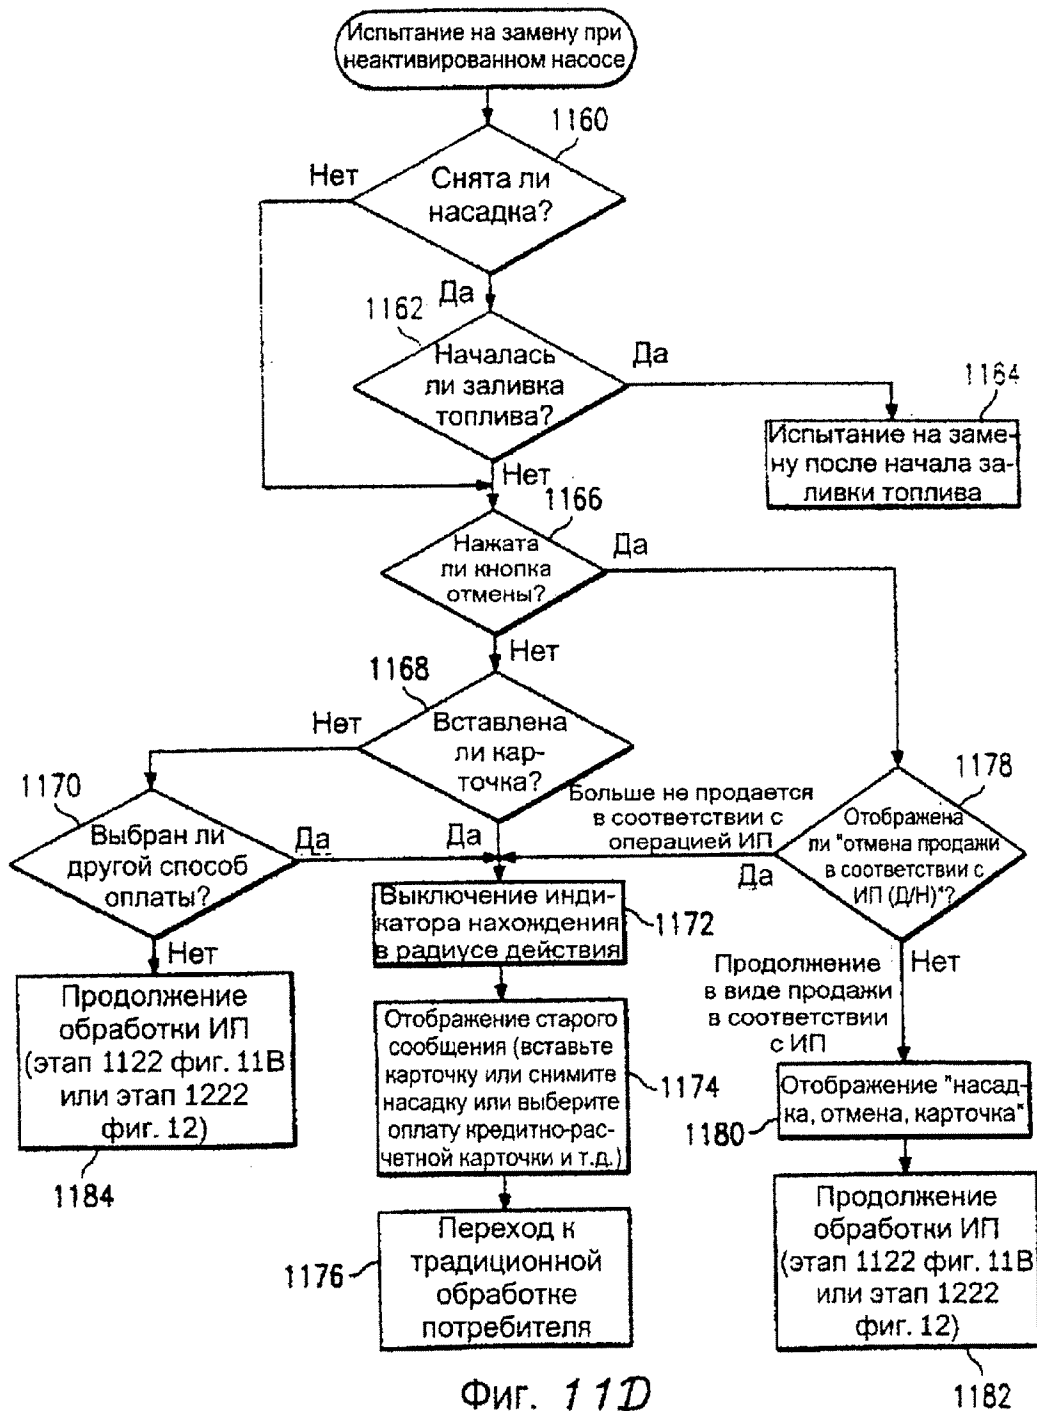 Испытание на замену при
неактивированном насосе
1160
Нет
Снята ли
насадка?
Да
1162
Началась
ли заливка
топлива?
Да
1164
Испытание на заме-
ну после начала за-
ливки топлива
Нет
1166
Нажата
ли кнопка
отмены?
Да
Нет
1168
Нет
Вставлена
ли кар-
точка?
1170
Выбран ли
другой способ
оплаты?
Да
Да
Больше не продается
в соответствии с
операцией ИП
1178
Отображена
ли "отмена продажи
в соответствии с
ИП (Д/Н)"?
Да
Выключение инди-
катора нахождения
в радиусе действия
1172
Нет
Продолжение
обработки ИП
(этап 1122 фиг. 11В
или этап 1222
фиг. 12)
1184
Отображение старого
сообщения (вставьте
карточку или снимите
насадку или выберите
оплату кредитно-рас-
четной карточки и т.д.)
1174
Нет
Продолжение
в виде продажи
в соответствии
с ИП
Отображение "насад-
ка, отмена, карточка"
1180
Переход к
традиционной
обработке
потребителя
1176
Продолжение
обработки ИП
(этап 1122 фиг. 11В
или этап 1222
фиг. 12)
1182
Фиг. 11D